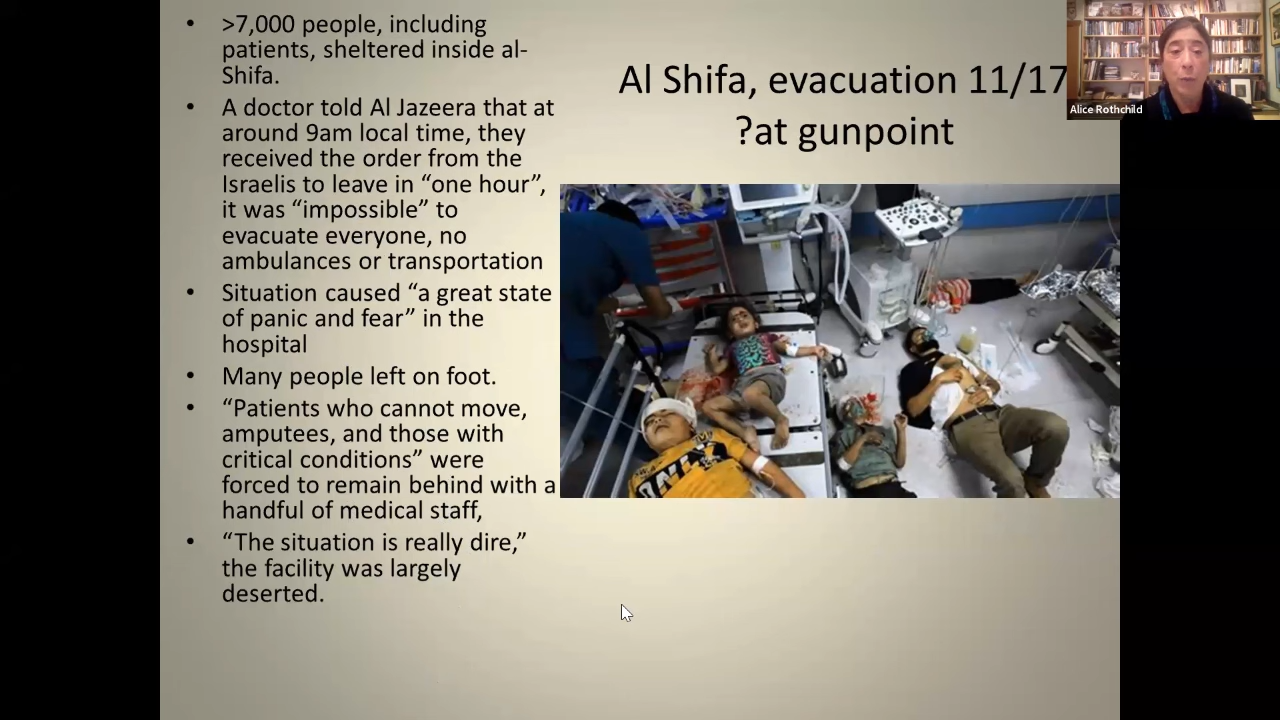 Al Shifa, evacuation 11/17
?at gunpoint
• >7,000 people, including
patients, sheltered inside al-
Shifa.
• A doctor told Al Jazeera that at
around 9am local time, they
received the order from the
Israelis to leave in “one hour”,
it was “impossible” to
evacuate everyone, no
ambulances or transportation
• Situation caused “a great state
of panic and fear” in the
hospital
• Many people left on foot.
• “Patients who cannot move,
amputees, and those with
critical conditions” were
forced to remain behind with a
handful of medical staff,
• “The situation is really dire,”
the facility was largely
deserted.
Alice Rothchild